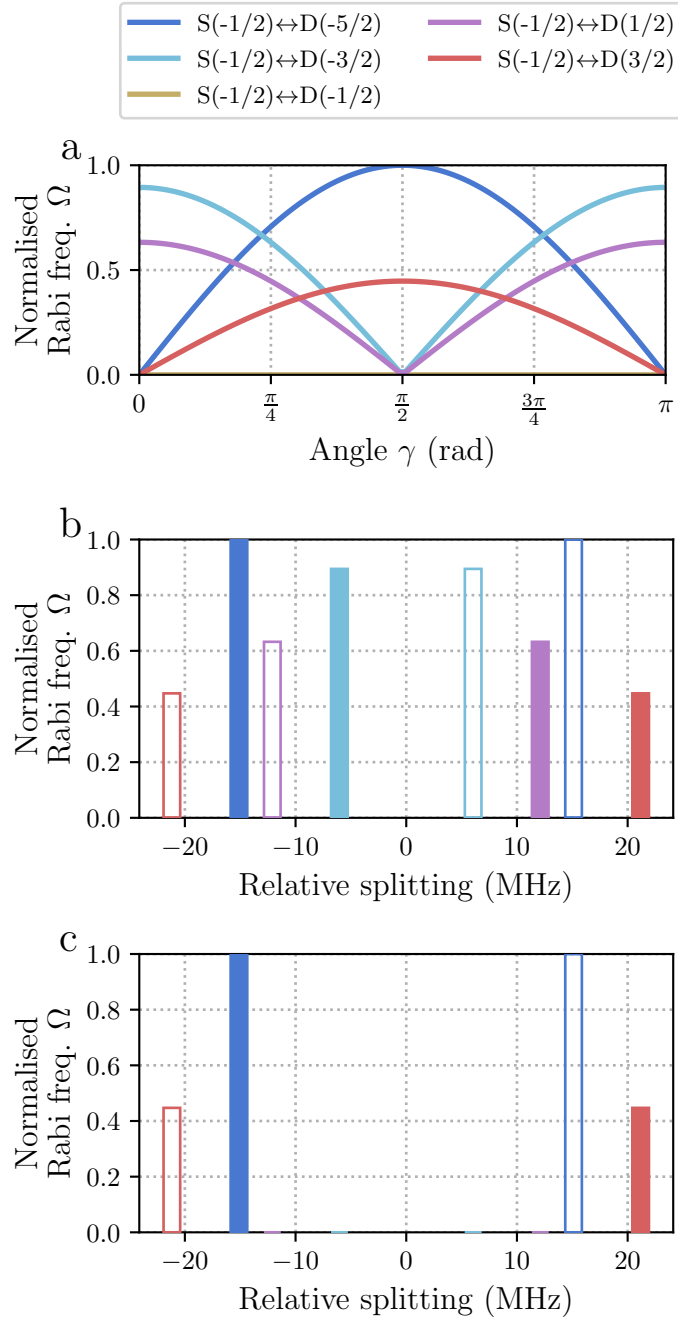 S(-1/2)↔D(-5/2)
S(-1/2)↔D(-3/2)
S(-1/2)↔D(-1/2)
S(-1/2)↔D(1/2)
S(-1/2)↔D(3/2)
a
Normalised
Rabi freq. Ω
1.0
0.5
0.0
0
π/4
π/2
3π/4
π
Angle γ (rad)
b
Normalised
Rabi freq. Ω
1.0
0.8
0.6
0.4
0.2
0.0
−20
−10
0
10
20
Relative splitting (MHz)
c
Normalised
Rabi freq. Ω
1.0
0.8
0.6
0.4
0.2
0.0
−20
−10
0
10
20
Relative splitting (MHz)